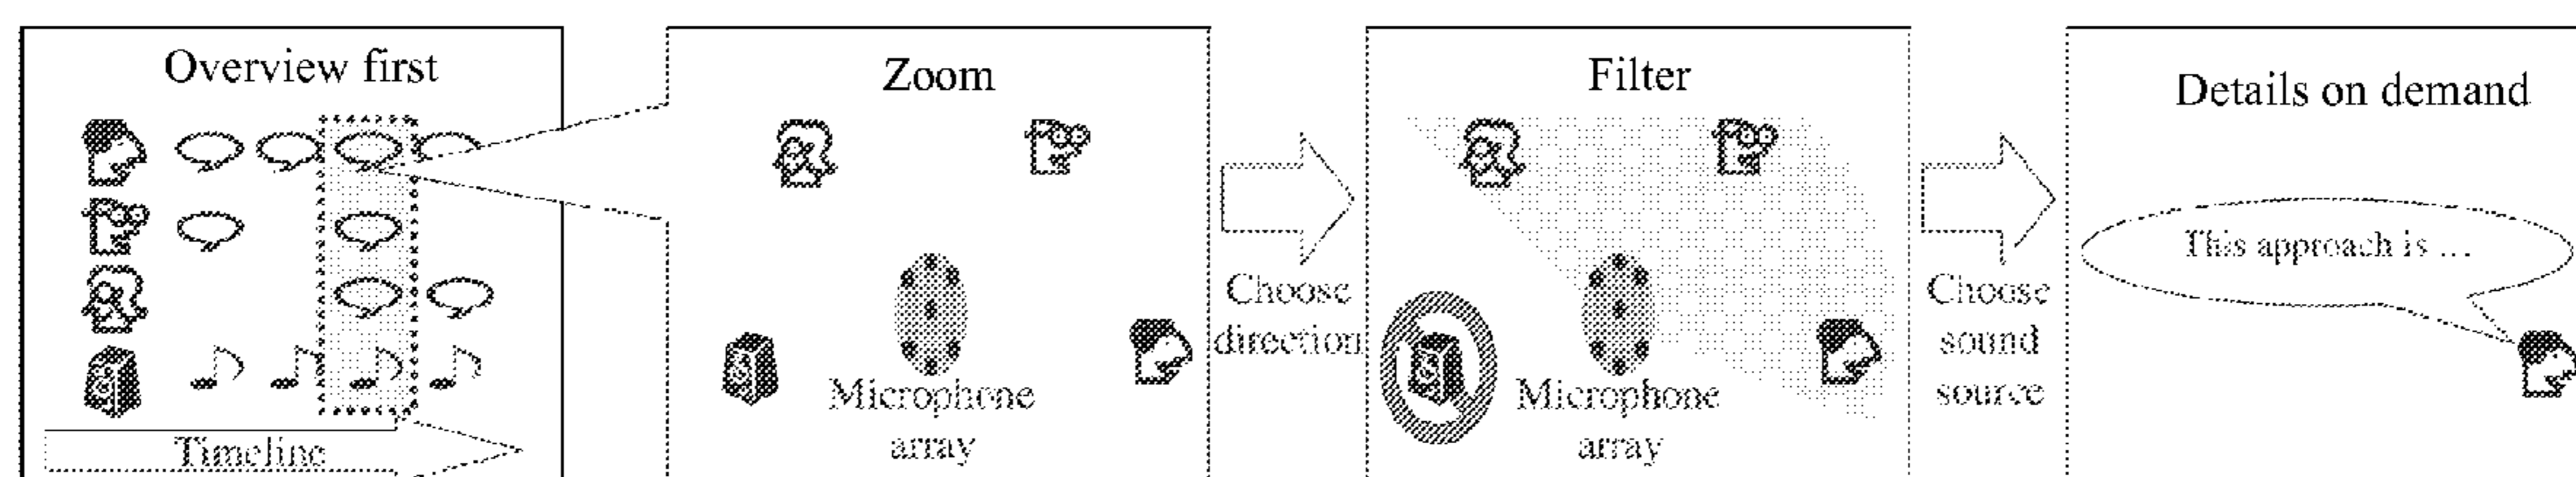 Overview first
Timeline
Zoom
Microphone
array
Choose
direction
Filter
Microphone
array
Choose
sound
source
Details on demand
This approach is ...